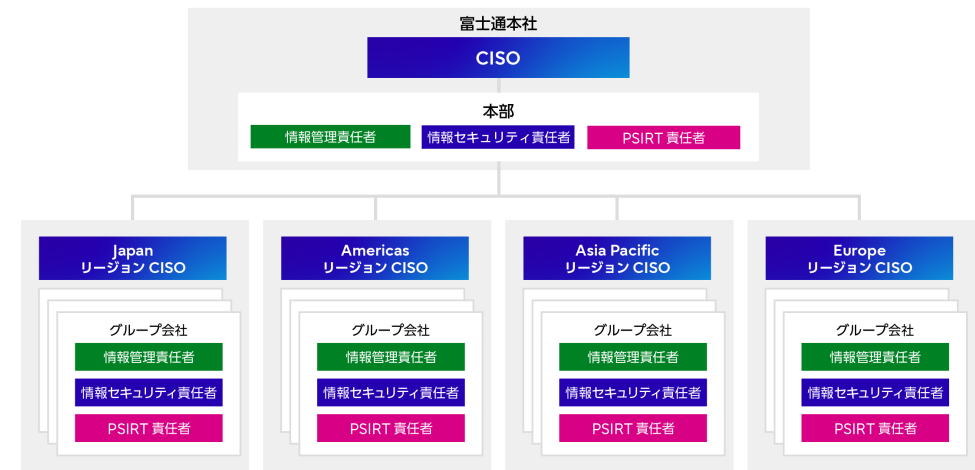 富士通本社
CISO
本部
情報管理責任者
情報セキュリティ責任者
PSIRT 責任者
Japan
リージョン CISO
グループ会社
情報管理責任者
情報セキュリティ責任者
PSIRT 責任者
Americas
リージョン CISO
グループ会社
情報管理責任者
情報セキュリティ責任者
PSIRT 責任者
Asia Pacific
リージョン CISO
グループ会社
情報管理責任者
情報セキュリティ責任者
PSIRT 責任者
Europe
リージョン CISO
グループ会社
情報管理責任者
情報セキュリティ責任者
PSIRT 責任者